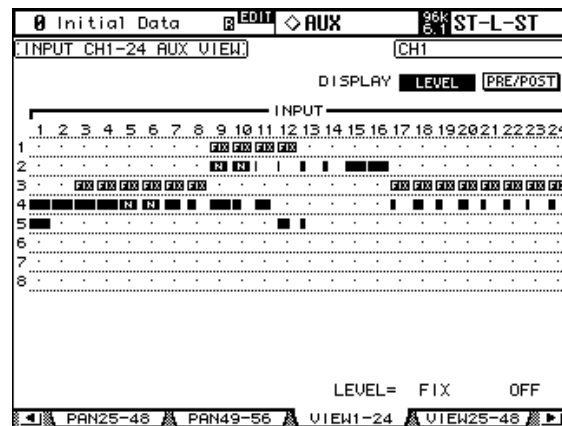 0 Initial Data R EDIT ◇AUX 96k 6.1 ST-L-ST
INPUT CH1-24 AUX VIEW CH1
DISPLAY LEVEL PRE/POST
INPUT
1 2 3 4 5 6 7 8 9 10 11 12 13 14 15 16 17 18 19 20 21 22 23 24
1 FIX FIX FIX FIX
2 N N
3 FIX FIX FIX FIX FIX FIX FIX FIX FIX FIX FIX FIX FIX FIX
4 N N
5
6
7
8
LEVEL= FIX OFF
PAN25-48 PAN49-56 VIEW1-24 VIEW25-48